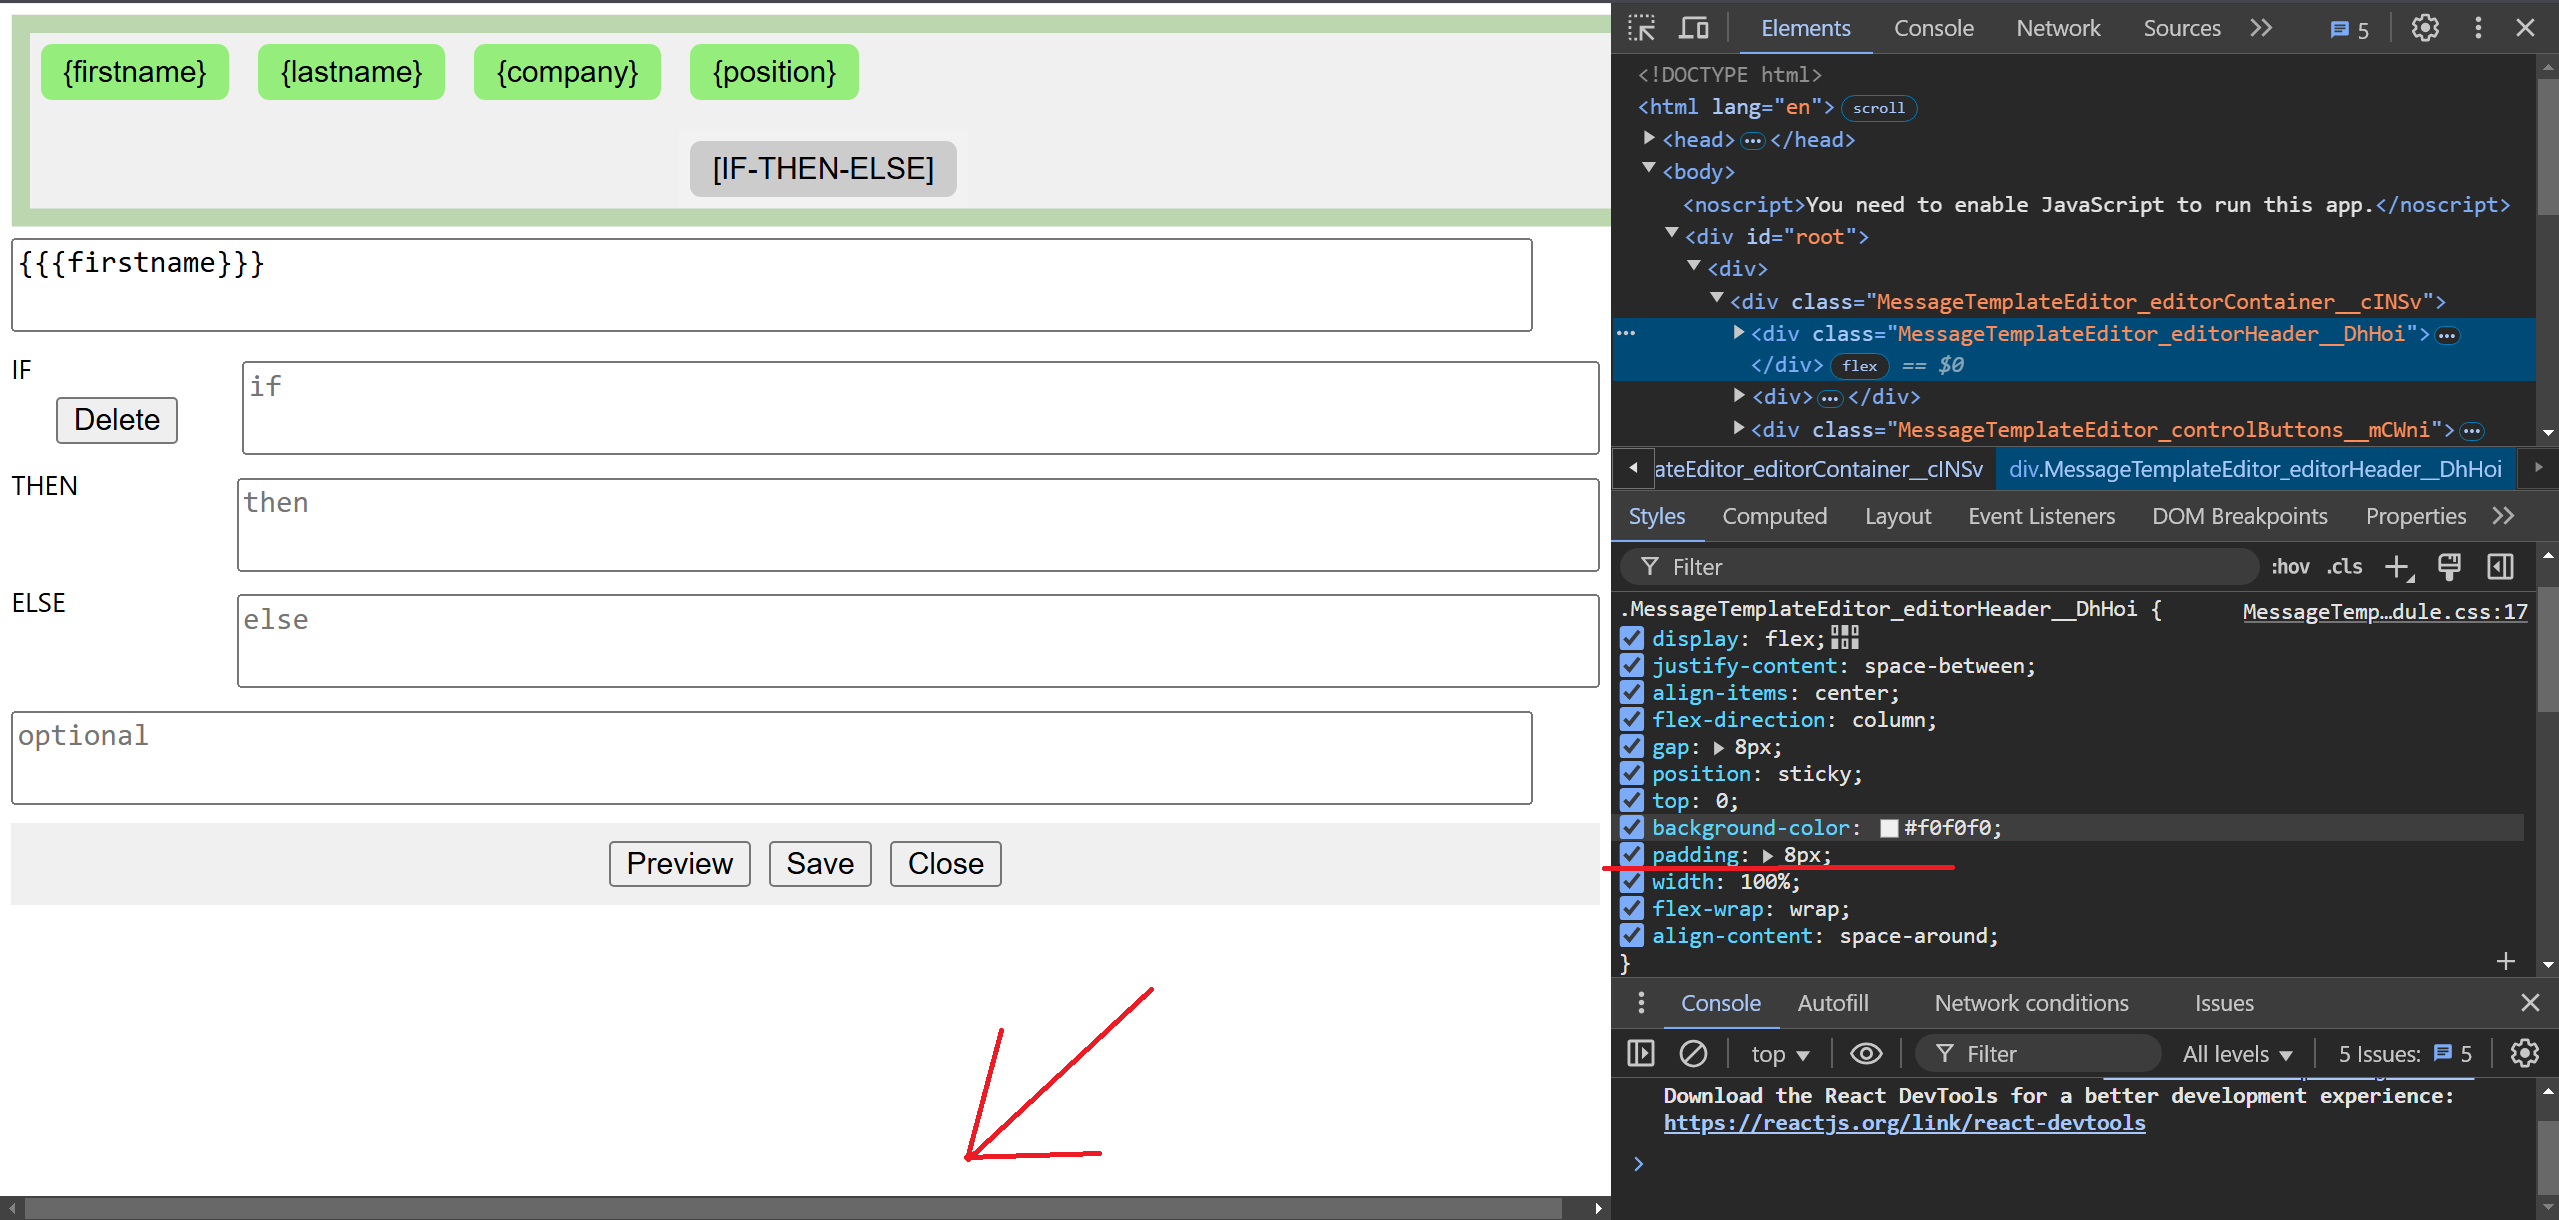 {firstname} {lastname} {company} {position}
[IF-THEN-ELSE]
{{{firstname}}}
IF
if
Delete
THEN
then
ELSE
else
optional
Preview Save Close
Elements Console Network Sources 5
<!DOCTYPE html>
<html lang="en"> scroll
<head> ... </head>
<body>
<noscript>You need to enable JavaScript to run this app.</noscript>
<div id="root">
<div>
<div class="MessageTemplateEditor_editorContainer__cINSv">
... <div class="MessageTemplateEditor_editorHeader__DhHoi"> ...
</div> flex == $0
<div> ... </div>
<div class="MessageTemplateEditor_controlButtons__mCWni"> ...
ateEditor_editorContainer__cINSv div.MessageTemplateEditor_editorHeader__DhHoi
Styles Computed Layout Event Listeners DOM Breakpoints Properties
Filter :hov .cls
.MessageTemplateEditor_editorHeader__DhHoi { MessageTemp…dule.css:17
display: flex;
justify-content: space-between;
align-items: center;
flex-direction: column;
gap: 8px;
position: sticky;
top: 0;
background-color: #f0f0f0;
padding: 8px;
width: 100%;
flex-wrap: wrap;
align-content: space-around;
}
Console Autofill Network conditions Issues
top Filter All levels 5 Issues: 5
Download the React DevTools for a better development experience:
https://reactjs.org/link/react-devtools